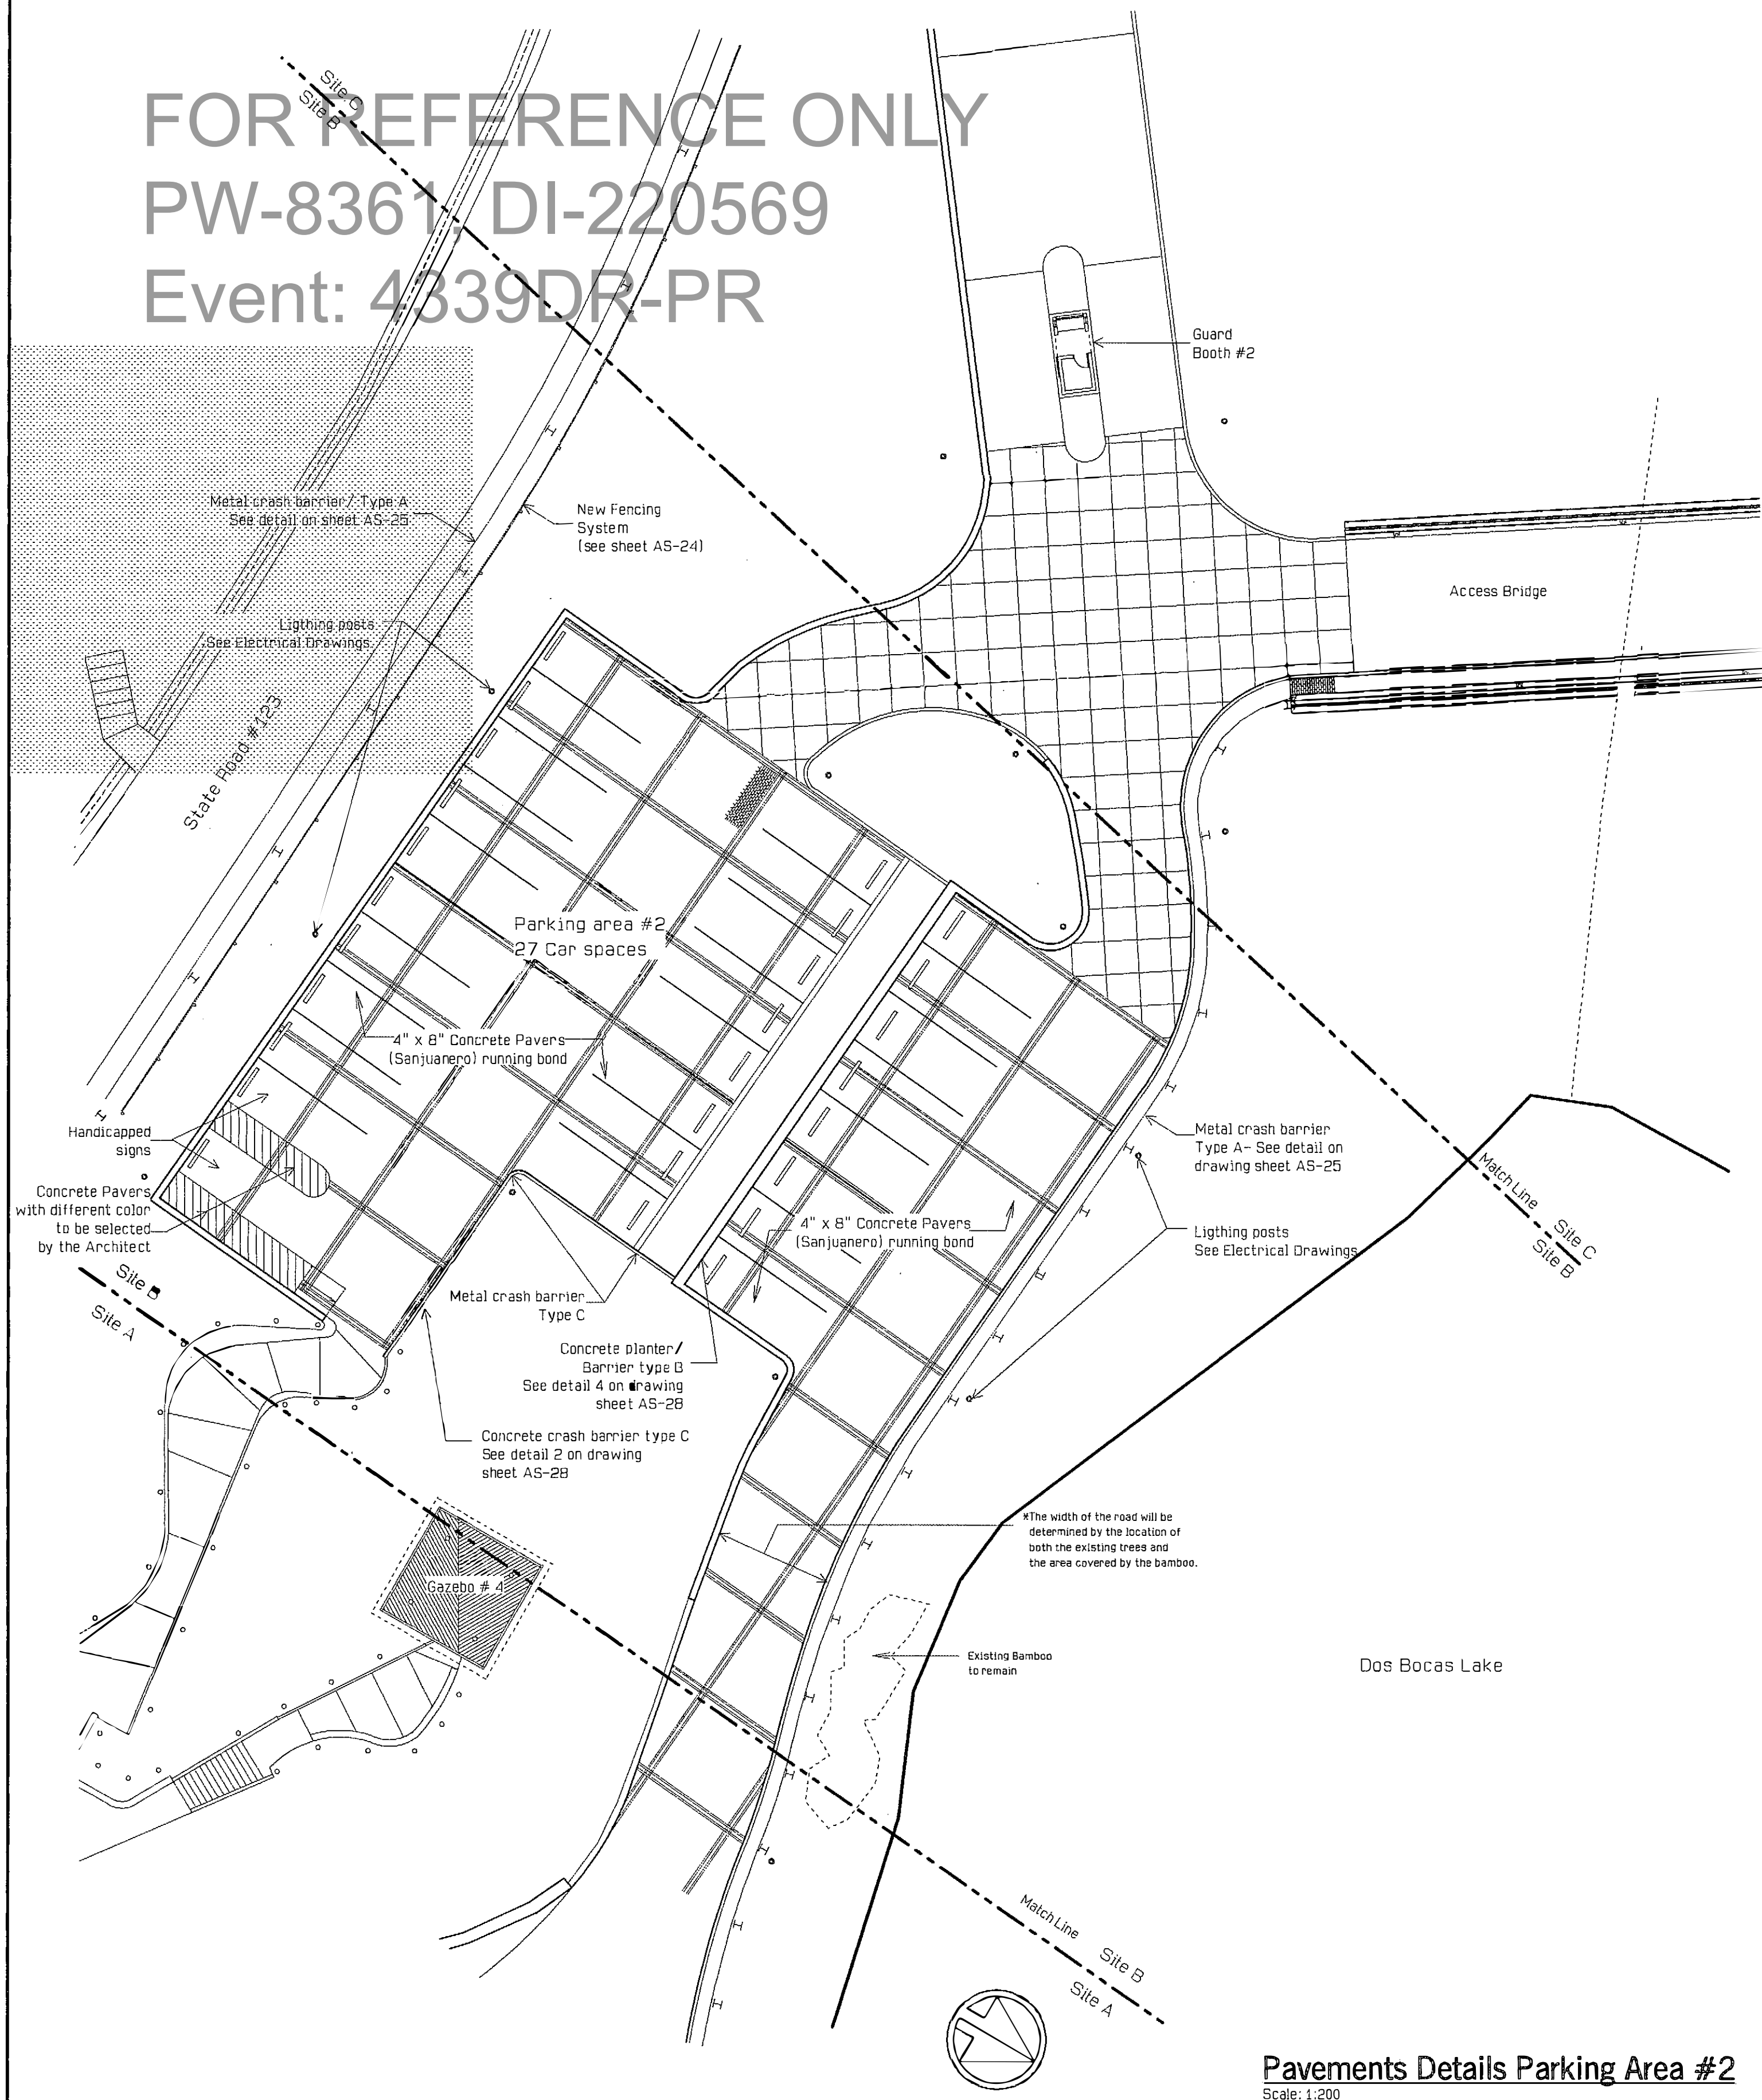 Site C
Site B
FOR REFERENCE ONLY
PW-8361, DI-220569
Event: 4339DR-PR
Guard
Booth #2
Metal crash barrier/ Type A
See detail on sheet AS-25
New Fencing
System
(see sheet AS-24)
Access Bridge
Ligthing posts
See Electrical Drawings
State Road #123
Parking area #2
27 Car spaces
4" x 8" Concrete Pavers
(Sanjuanero) running bond
Handicapped
signs
Metal crash barrier
Type A- See detail on
drawing sheet AS-25
Match Line
Site C
Site B
Concrete Pavers
with different color
to be selected
by the Architect
4" x 8" Concrete Pavers
(Sanjuanero) running bond
Ligthing posts
See Electrical Drawings
Site B
Site A
Metal crash barrier
Type C
Concrete planter/
Barrier type B
See detail 4 on drawing
sheet AS-28
Concrete crash barrier type C
See detail 2 on drawing
sheet AS-28
*The width of the road will be
determined by the location of
both the existing trees and
the area covered by the bamboo.
Gazebo # 4
Existing Bamboo
to remain
Dos Bocas Lake
Match Line
Site B
Site A
Pavements Details Parking Area #2
Scale: 1:200